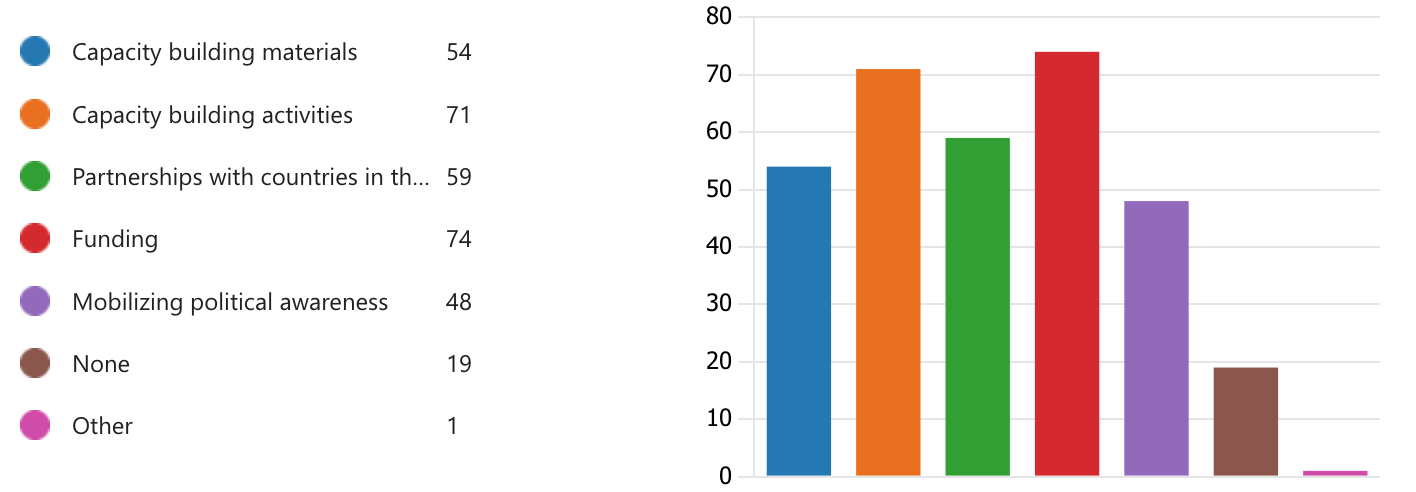 Capacity building materials 54
Capacity building activities 71
Partnerships with countries in th... 59
Funding 74
Mobilizing political awareness 48
None 19
Other 1
80
70
60
50
40
30
20
10
0